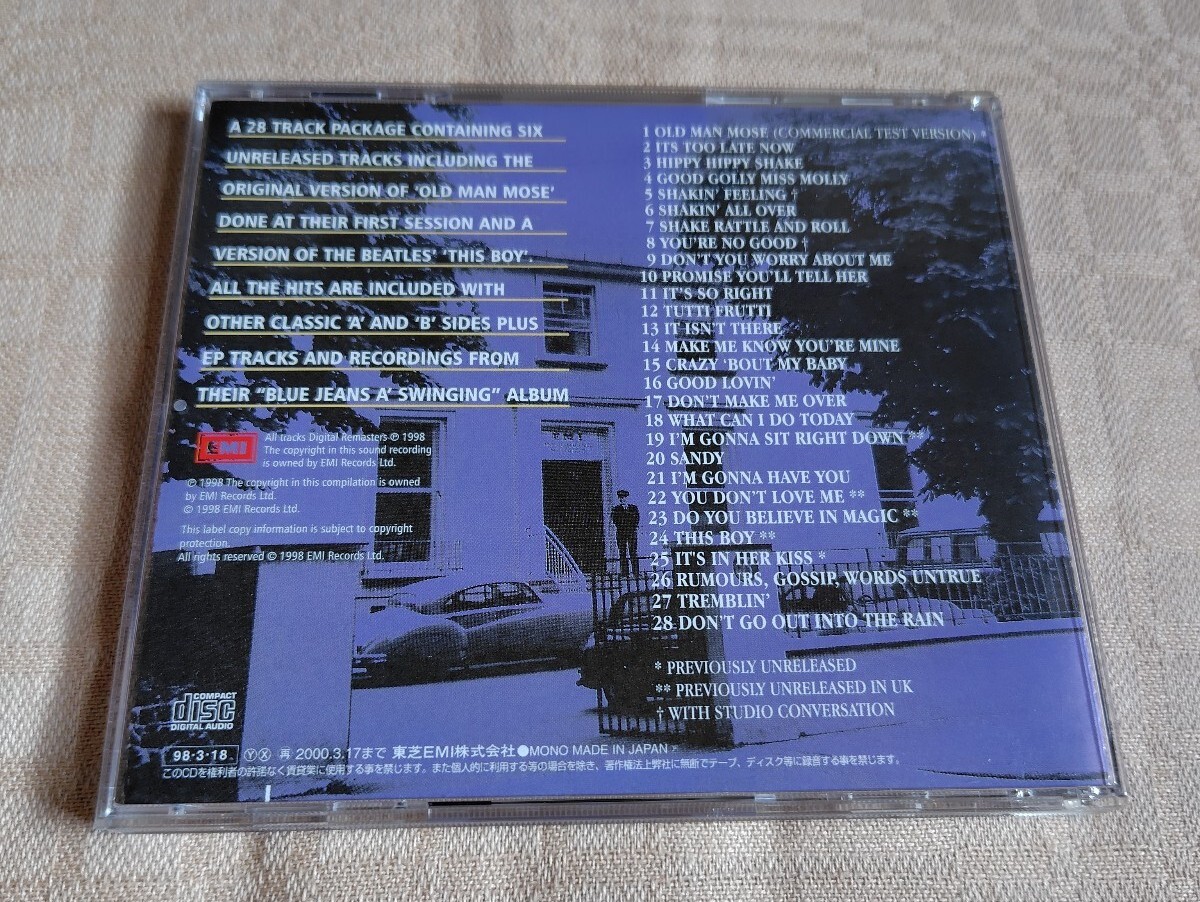 A 28 TRACK PACKAGE CONTAINING SIX
UNRELEASED TRACKS INCLUDING THE
ORIGINAL VERSION OF 'OLD MAN MOSE'
DONE AT THEIR FIRST SESSION AND A
VERSION OF THE BEATLES' 'THIS BOY'.
ALL THE HITS ARE INCLUDED WITH
OTHER CLASSIC 'A' AND 'B' SIDES PLUS
EP TRACKS AND RECORDINGS FROM
THEIR "BLUE JEANS A' SWINGING" ALBUM
EMI
All tracks Digital Remasters ℗ 1998
The copyright in this sound recording
is owned by EMI Records Ltd.
℗ 1998 The copyright in this compilation is owned
by EMI Records Ltd.
© 1998 EMI Records Ltd.
This label copy information is subject to copyright
protection.
All rights reserved © 1998 EMI Records Ltd.
1 OLD MAN MOSE (COMMERCIAL TEST VERSION) *
2 ITS TOO LATE NOW
3 HIPPY HIPPY SHAKE
4 GOOD GOLLY MISS MOLLY
5 SHAKIN' FEELING †
6 SHAKIN' ALL OVER
7 SHAKE RATTLE AND ROLL
8 YOU'RE NO GOOD †
9 DON'T YOU WORRY ABOUT ME
10 PROMISE YOU'LL TELL HER
11 IT'S SO RIGHT
12 TUTTI FRUTTI
13 IT ISN'T THERE
14 MAKE ME KNOW YOU'RE MINE
15 CRAZY 'BOUT MY BABY
16 GOOD LOVIN'
17 DON'T MAKE ME OVER
18 WHAT CAN I DO TODAY
19 I'M GONNA SIT RIGHT DOWN **
20 SANDY
21 I'M GONNA HAVE YOU
22 YOU DON'T LOVE ME **
23 DO YOU BELIEVE IN MAGIC **
24 THIS BOY **
25 IT'S IN HER KISS *
26 RUMOURS, GOSSIP, WORDS UNTRUE
27 TREMBLIN'
28 DON'T GO OUT INTO THE RAIN
* PREVIOUSLY UNRELEASED
** PREVIOUSLY UNRELEASED IN UK
† WITH STUDIO CONVERSATION
COMPACT
disc
DIGITAL AUDIO
98·3·18 Ⓨ Ⓧ 再 2000.3.17まで 東芝EMI株式会社●MONO MADE IN JAPAN
このCDを権利者の許諾なく賃貸業に使用する事を禁じます。また個人的に利用する等の場合を除き、著作権法上弊社に無断でテープ、ディスク等に録音する事を禁じます。